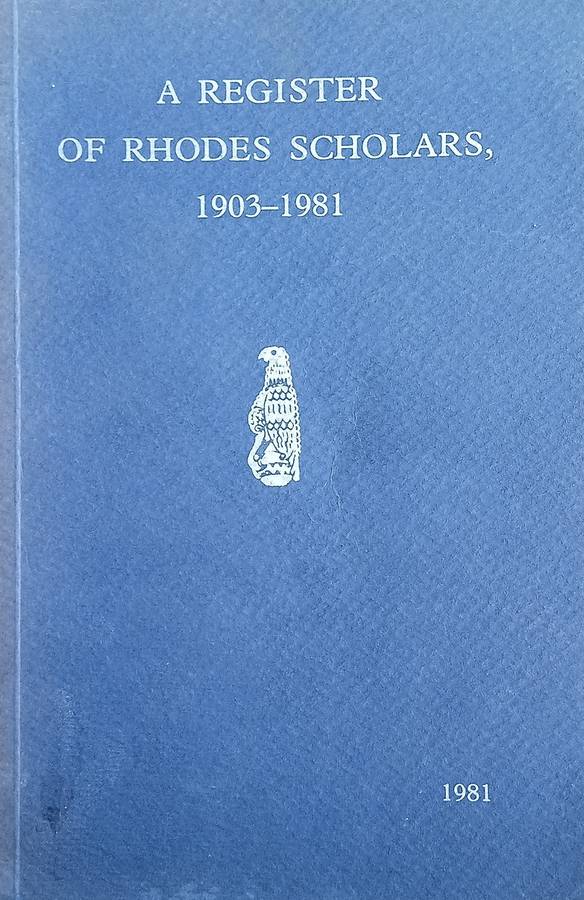 A REGISTER
OF RHODES SCHOLARS,
1903–1981
1981